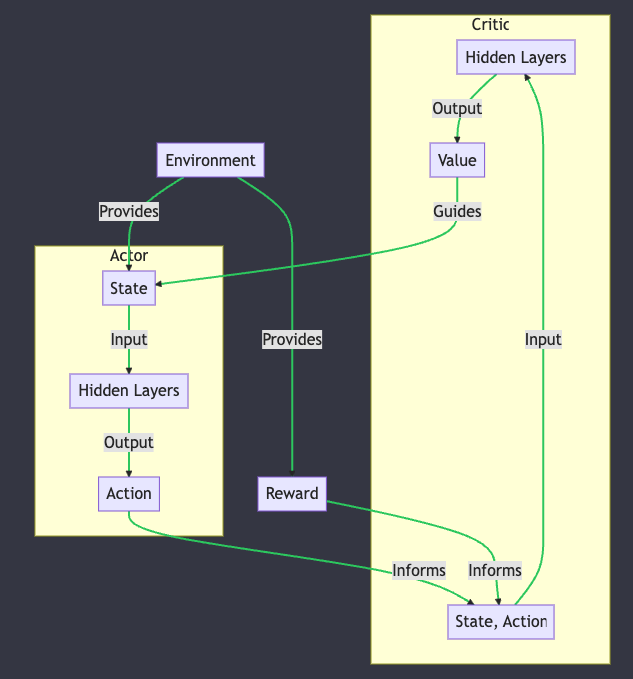 Critic
Hidden Layers
Output
Environment
Value
Provides
Guides
Actor
State
Input
Provides
Input
Hidden Layers
Output
Action
Reward
Informs
Informs
State, Action